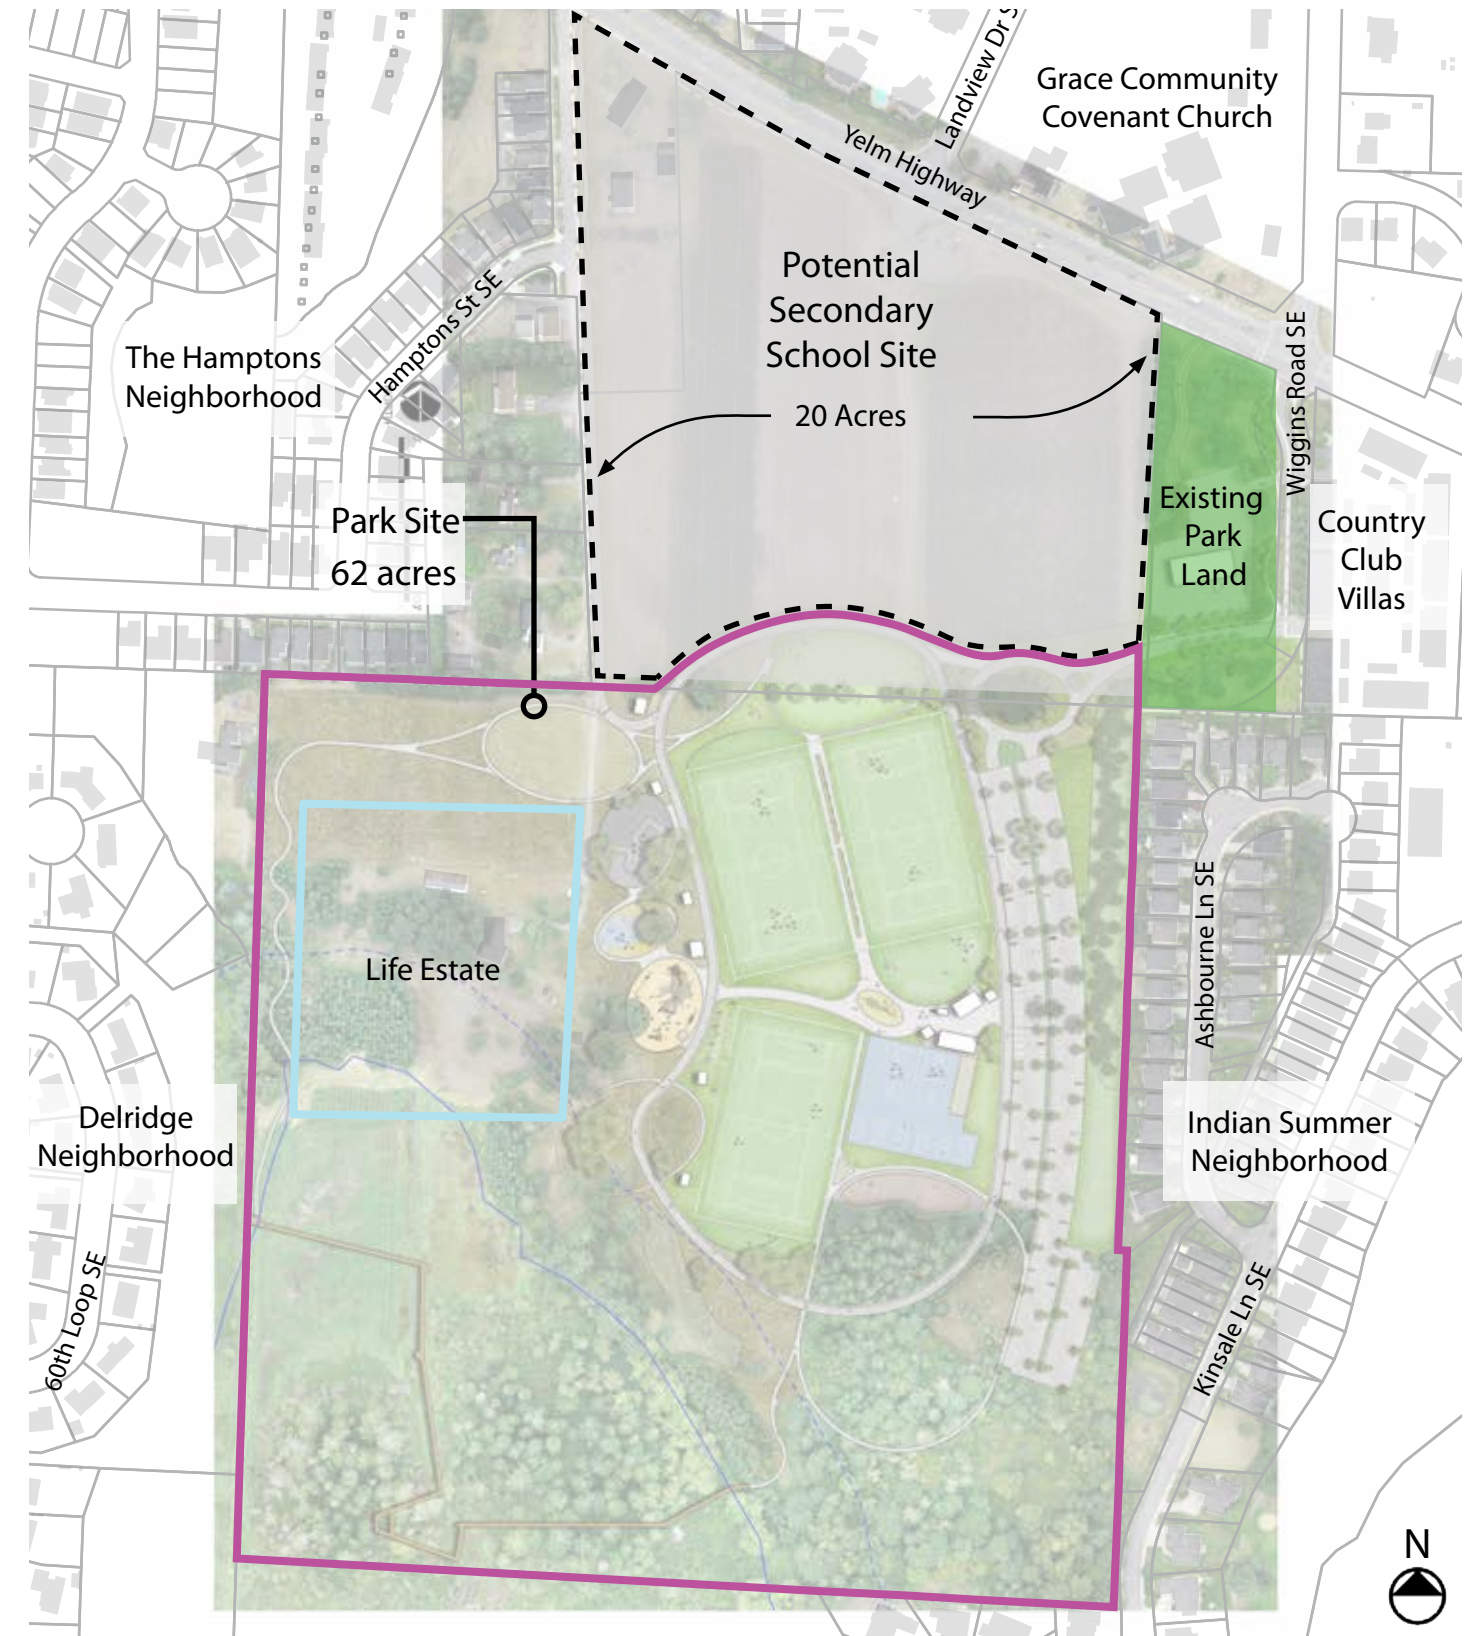 Landview Dr S
Grace Community
Covenant Church
Yelm Highway
Potential
Secondary
School Site
20 Acres
Hamptons St SE
The Hamptons
Neighborhood
Wiggins Road SE
Existing
Park
Land
Country
Club
Villas
Park Site
62 acres
Life Estate
Ashbourne Ln SE
Delridge
Neighborhood
Indian Summer
Neighborhood
60th Loop SE
Kinsale Ln SE
N